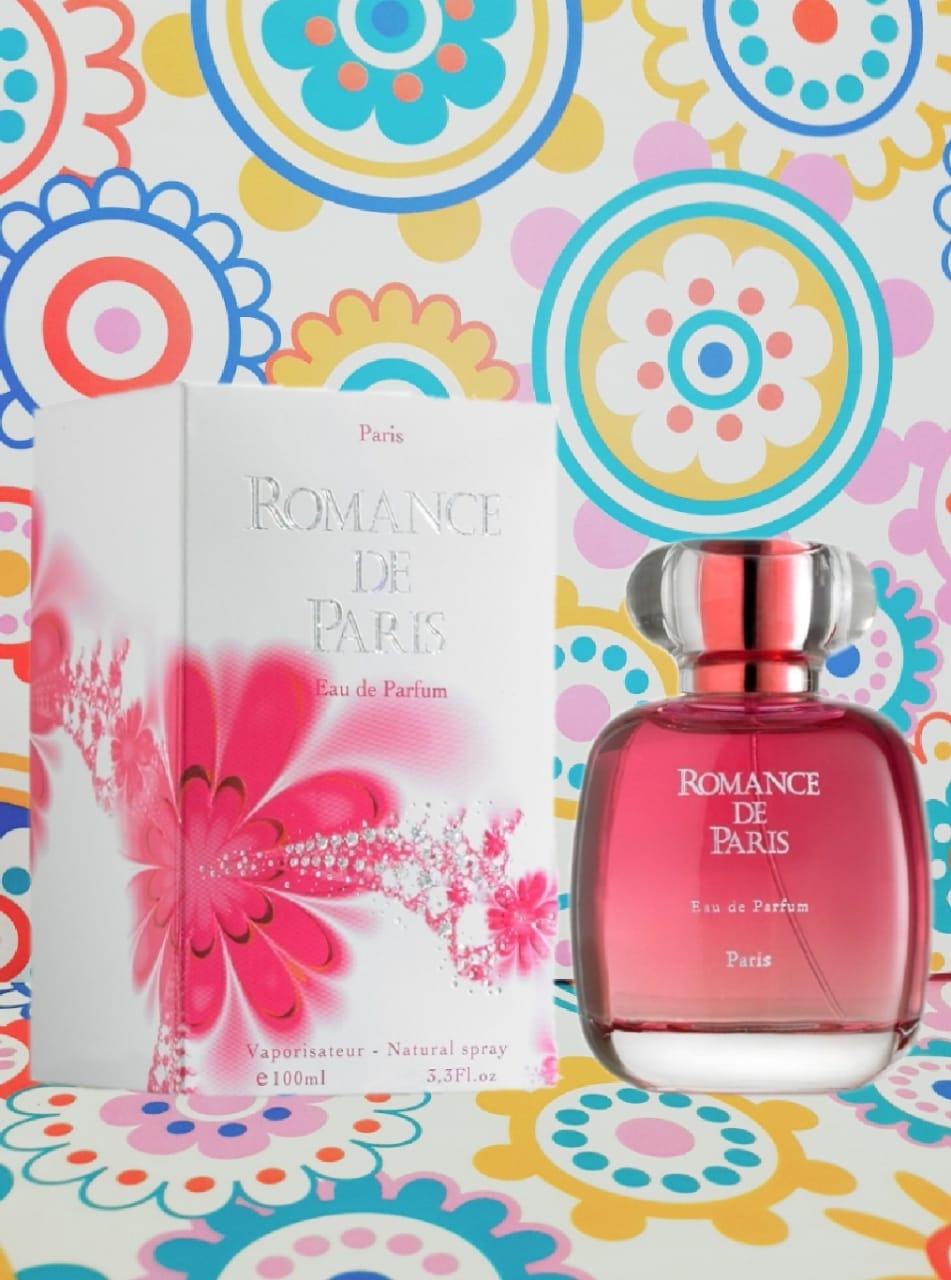 Paris
ROMANCE
DE
PARIS
Eau de Parfum
Vaporisateur - Natural spray
e100ml 3,3Fl.oz
ROMANCE
DE
PARIS
Eau de Parfum
Paris